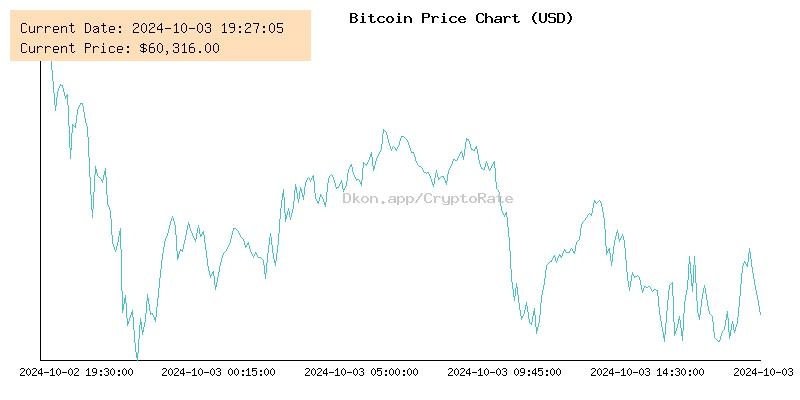 Bitcoin Price Chart (USD)
Current Date: 2024-10-03 19:27:05
Current Price: $60,316.00
Dkon.app/CryptoRate
2024-10-02 19:30:00 2024-10-03 00:15:00 2024-10-03 05:00:00 2024-10-03 09:45:00 2024-10-03 14:30:00 2024-10-03